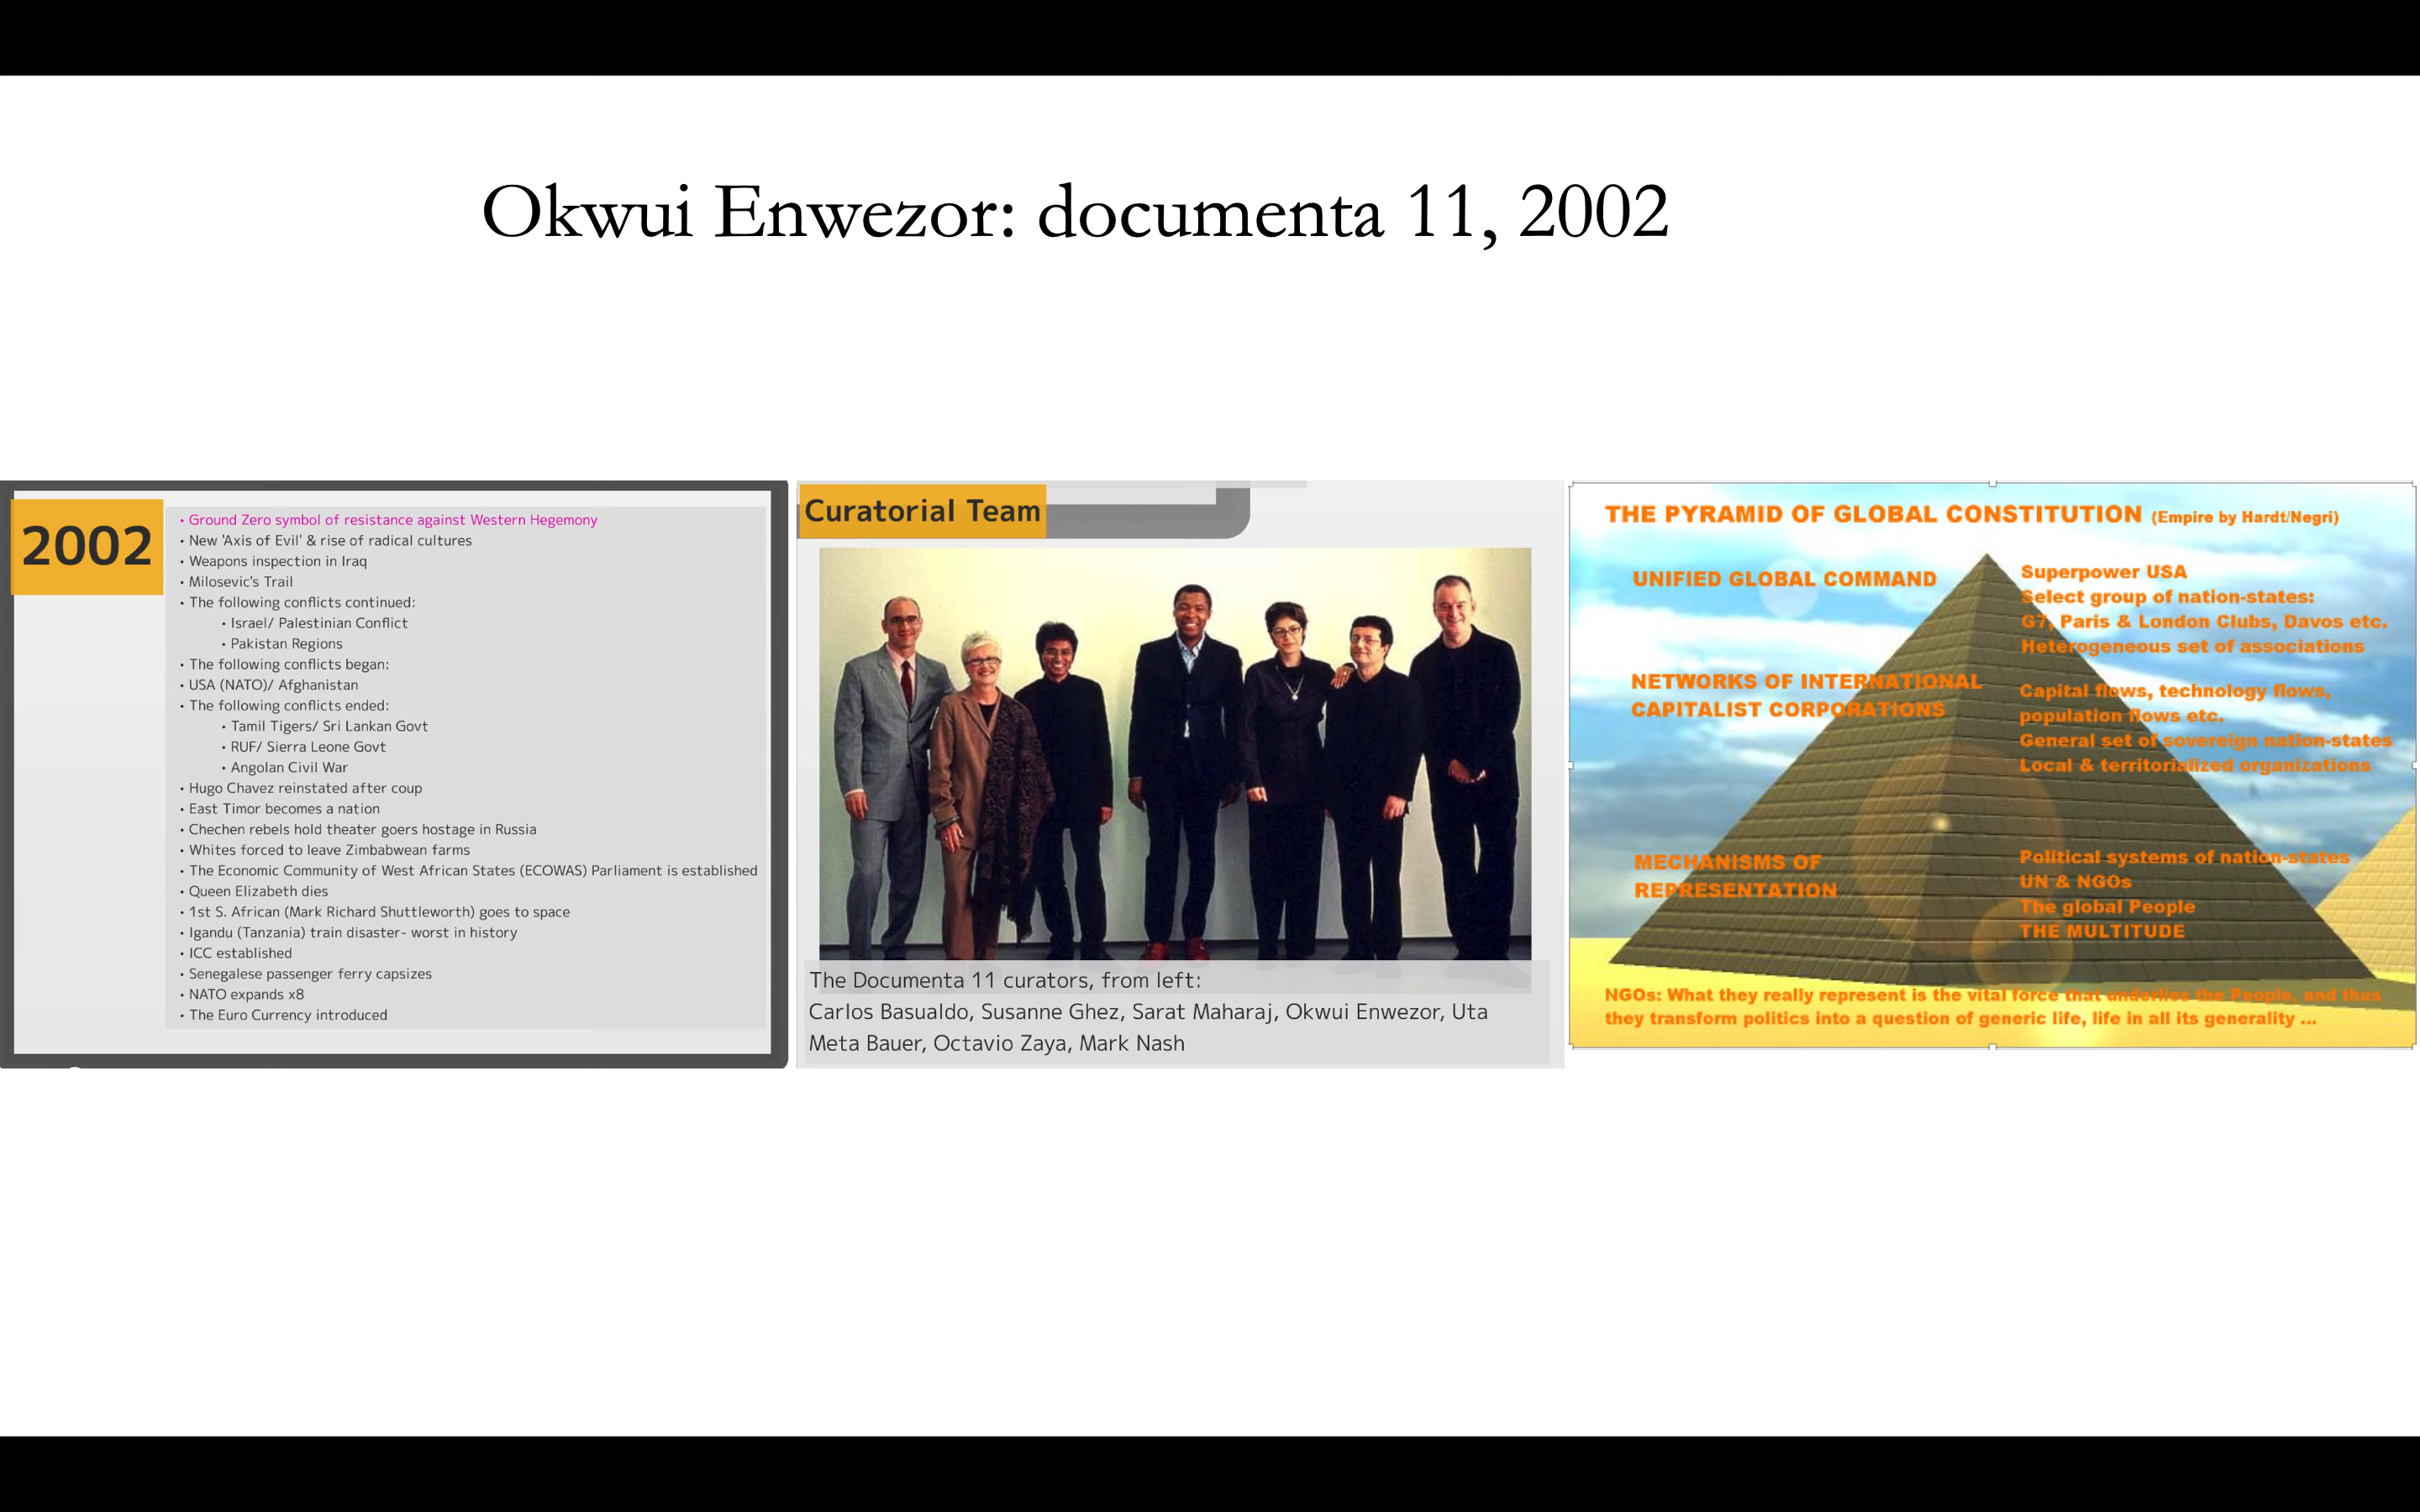 Okwui Enwezor: documenta 11, 2002
2002
• Ground Zero symbol of resistance against Western Hegemony
• New 'Axis of Evil' & rise of radical cultures
• Weapons inspection in Iraq
• Milosevic's Trail
• The following conflicts continued:
• Israel/ Palestinian Conflict
• Pakistan Regions
• The following conflicts began:
• USA (NATO)/ Afghanistan
• The following conflicts ended:
• Tamil Tigers/ Sri Lankan Govt
• RUF/ Sierra Leone Govt
• Angolan Civil War
• Hugo Chavez reinstated after coup
• East Timor becomes a nation
• Chechen rebels hold theater goers hostage in Russia
• Whites forced to leave Zimbabwean farms
• The Economic Community of West African States (ECOWAS) Parliament is established
• Queen Elizabeth dies
• 1st S. African (Mark Richard Shuttleworth) goes to space
• Igandu (Tanzania) train disaster- worst in history
• ICC established
• Senegalese passenger ferry capsizes
• NATO expands x8
• The Euro Currency introduced
Curatorial Team
The Documenta 11 curators, from left:
Carlos Basualdo, Susanne Ghez, Sarat Maharaj, Okwui Enwezor, Uta
Meta Bauer, Octavio Zaya, Mark Nash
THE PYRAMID OF GLOBAL CONSTITUTION (Empire by Hardt/Negri)
UNIFIED GLOBAL COMMAND
Superpower USA
Select group of nation-states:
G7, Paris & London Clubs, Davos etc.
Heterogeneous set of associations
NETWORKS OF INTERNATIONAL
CAPITALIST CORPORATIONS
Capital flows, technology flows,
population flows etc.
General set of sovereign nation-states
Local & territorialized organizations
MECHANISMS OF
REPRESENTATION
Political systems of nation-states
UN & NGOs
The global People
THE MULTITUDE
NGOs: What they really represent is the vital force that underlies the People, and thus
they transform politics into a question of generic life, life in all its generality ...